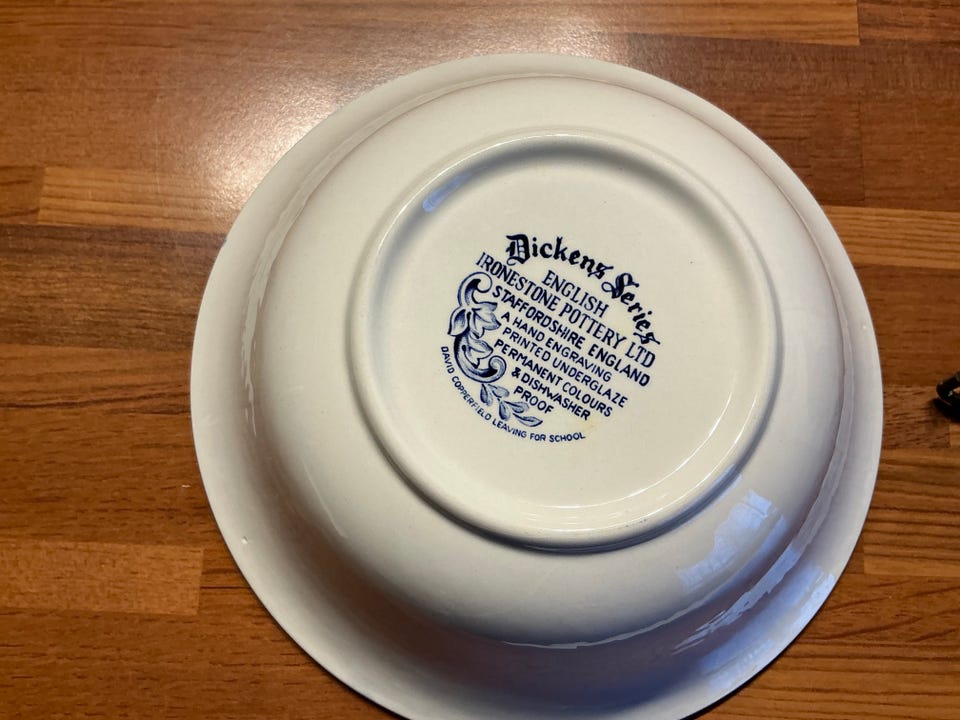 Dickens Series
ENGLISH
IRONESTONE POTTERY LTD
STAFFORDSHIRE, ENGLAND
A HAND ENGRAVING
PRINTED UNDERGLAZE
PERMANENT COLOURS
& DISHWASHER
PROOF
DAVID COPPERFIELD LEAVING FOR SCHOOL